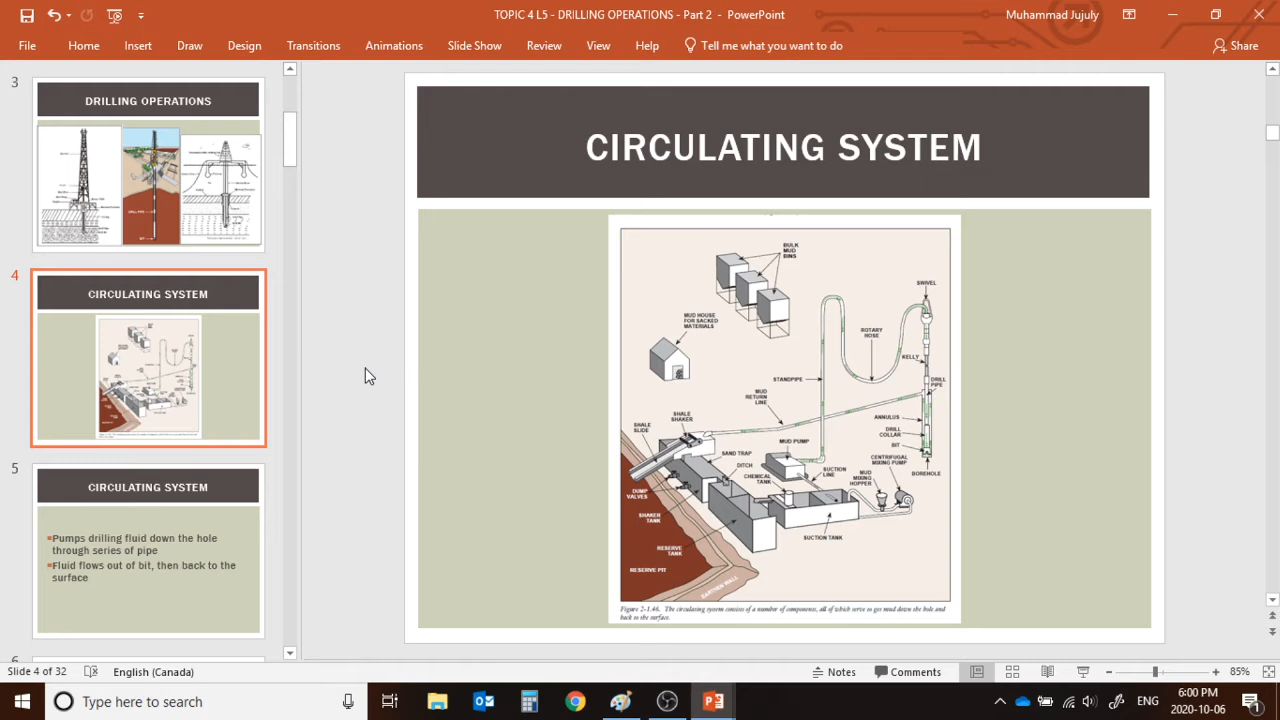 TOPIC 4 L5 - DRILLING OPERATIONS - Part 2 - PowerPoint
Muhammad Jujuly
File
Home
Insert
Draw
Design
Transitions
Animations
Slide Show
Review
View
Help
Tell me what you want to do
Share
3
DRILLING OPERATIONS
4
CIRCULATING SYSTEM
5
CIRCULATING SYSTEM
Pumps drilling fluid down the hole
through series of pipe
Fluid flows out of bit, then back to the
surface
CIRCULATING SYSTEM
BULK
MUD
BINS
MUD HOUSE
FOR SACKED
MATERIALS
SWIVEL
ROTARY
HOSE
KELLY
STANDPIPE
DRILL
PIPE
MUD
RETURN
LINE
SHALE
SHAKER
ANNULUS
SHALE
SLIDE
DRILL
COLLAR
MUD PUMP
BIT
SAND TRAP
CENTRIFUGAL
MIXING PUMP
DITCH
SUCTION
LINE
BOREHOLE
CHEMICAL
TANK
MUD
MIXING
HOPPER
DUMP
VALVES
SHAKER
TANK
SUCTION TANK
RESERVE
TANK
RESERVE PIT
EARTHEN WALL
Figure 2-1.46. The circulating system consists of a number of components, all of which serve to get mud down the hole and
back to the surface.
Slide 4 of 32
English (Canada)
Notes
Comments
85%
Type here to search
ENG
6:00 PM
2020-10-06
1